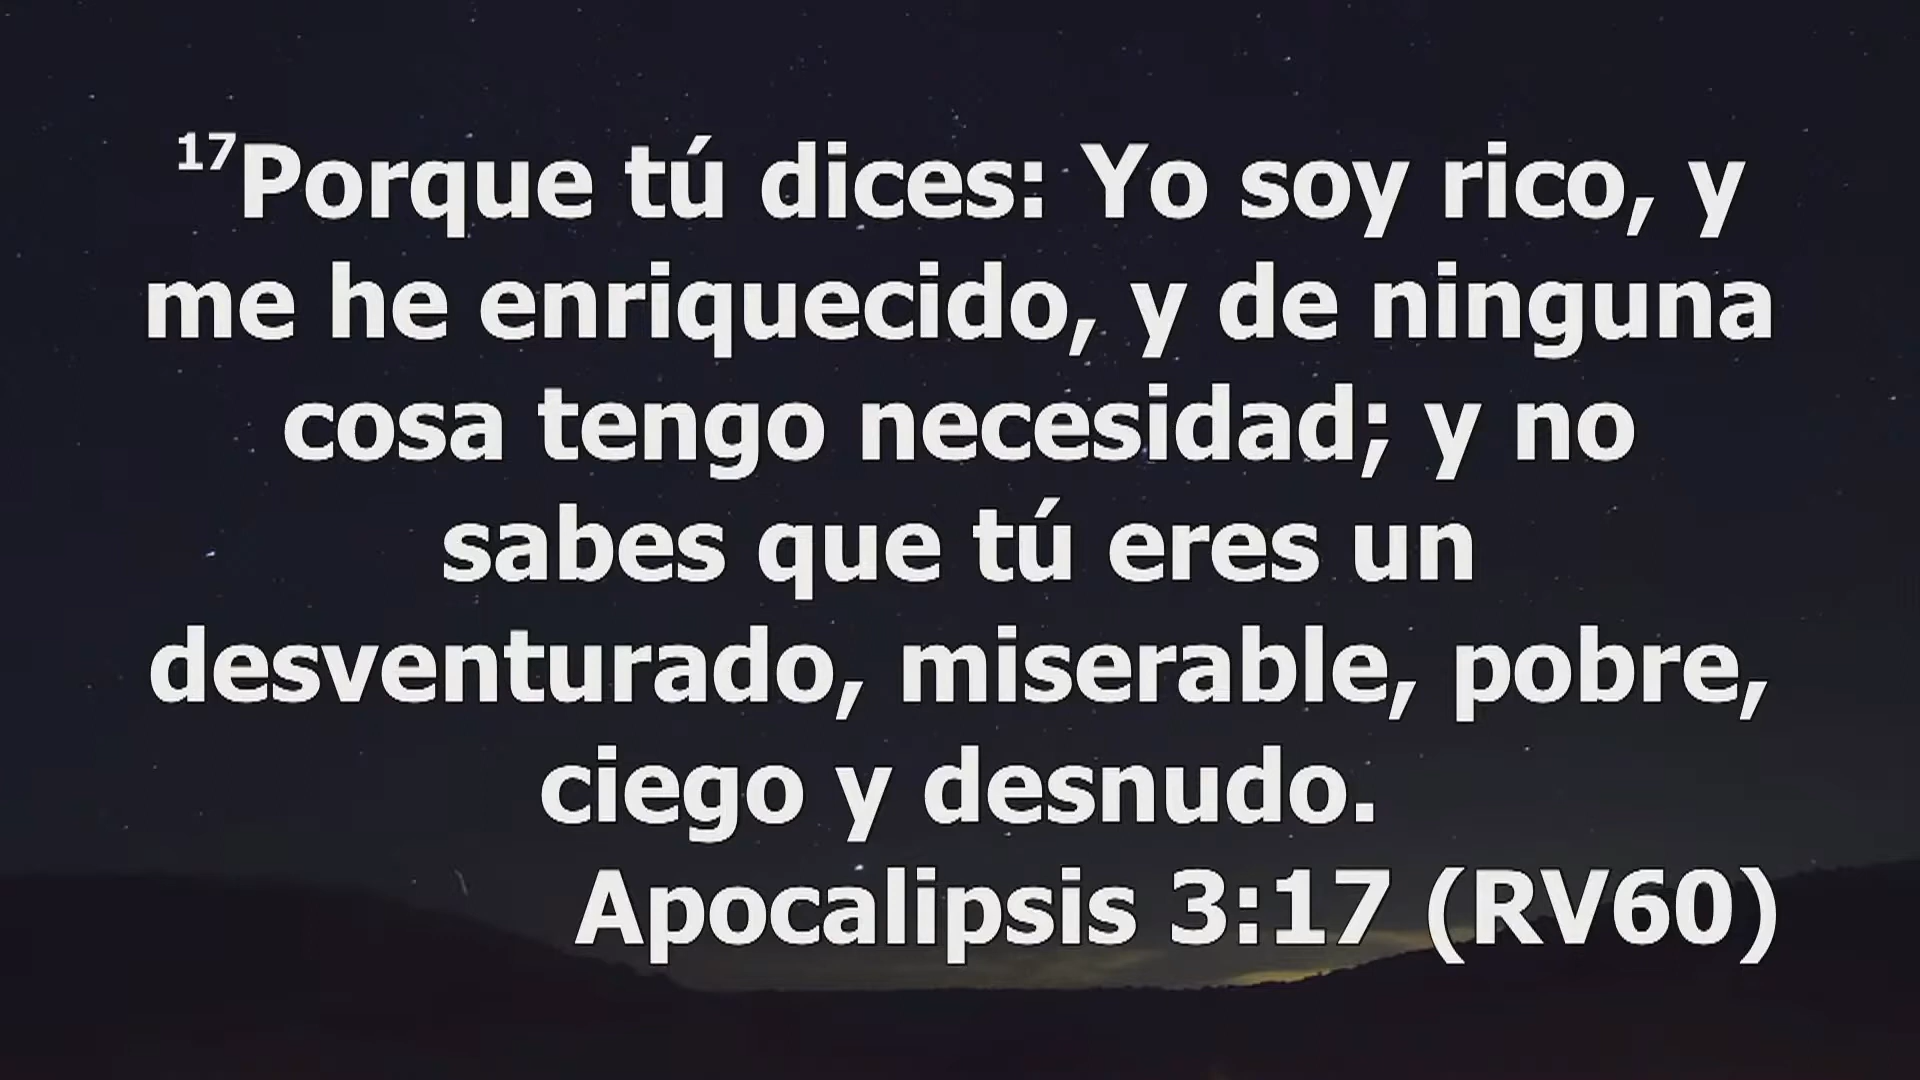 17Porque tú dices: Yo soy rico, y
me he enriquecido, y de ninguna
cosa tengo necesidad; y no
sabes que tú eres un
desventurado, miserable, pobre,
ciego y desnudo.
Apocalipsis 3:17 (RV60)